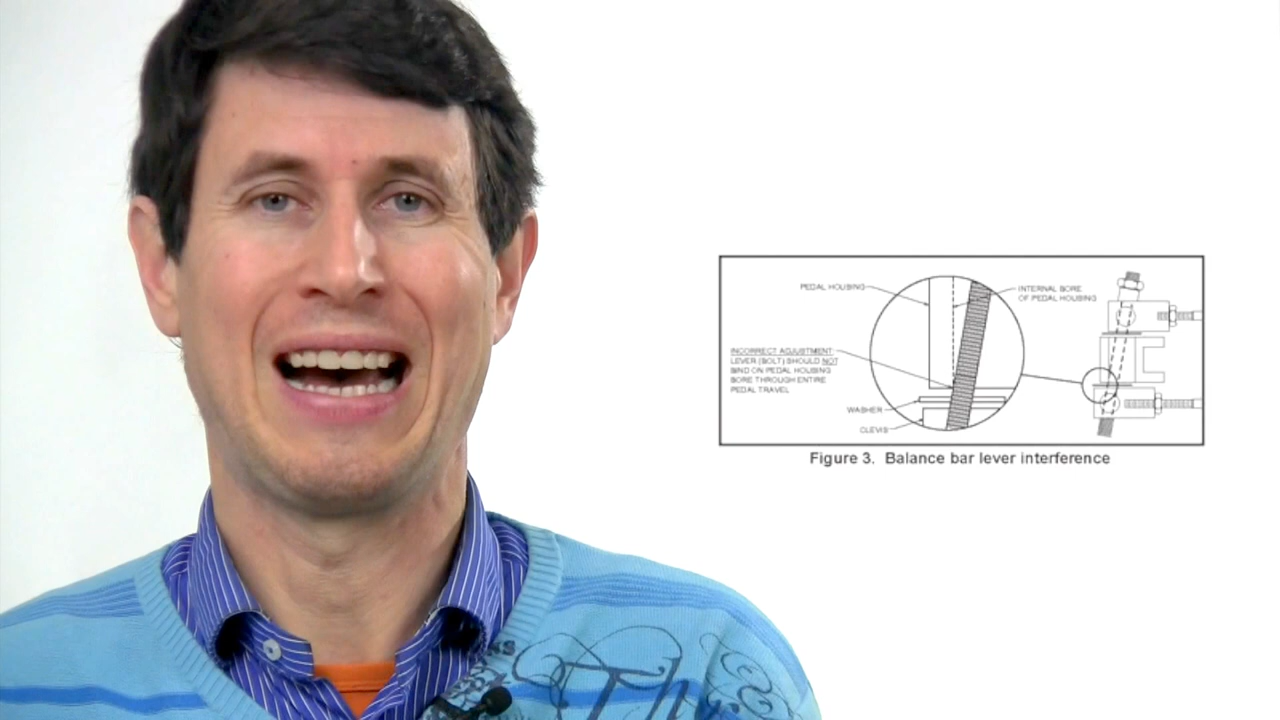 PEDAL HOUSING
INTERNAL BORE
OF PEDAL HOUSING
INCORRECT ADJUSTMENT
LEVER (BOLT) SHOULD NOT
BIND ON PEDAL HOUSING
BORE THROUGH ENTIRE
PEDAL TRAVEL
WASHER
CLEVIS
Figure 3. Balance bar lever interference
Th